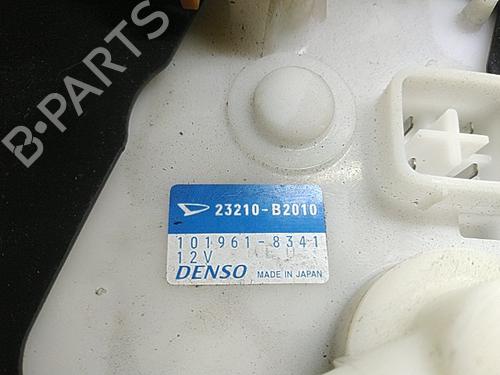 B-PARTS
23210-B2010
101961-8341
12V
DENSO MADE IN JAPAN